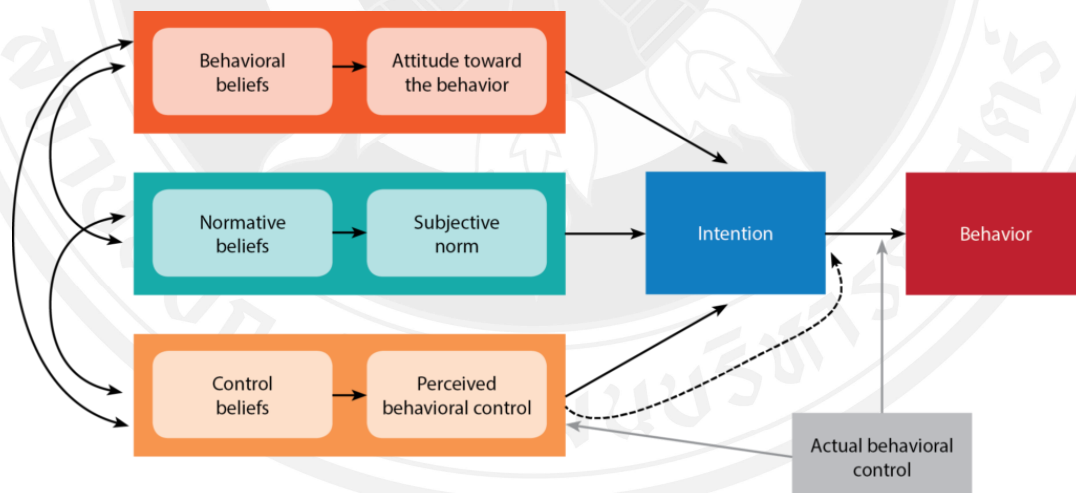 Behavioral
beliefs
Attitude toward
the behavior
Normative
beliefs
Subjective
norm
Intention
Behavior
Control
beliefs
Perceived
behavioral control
Actual behavioral
control